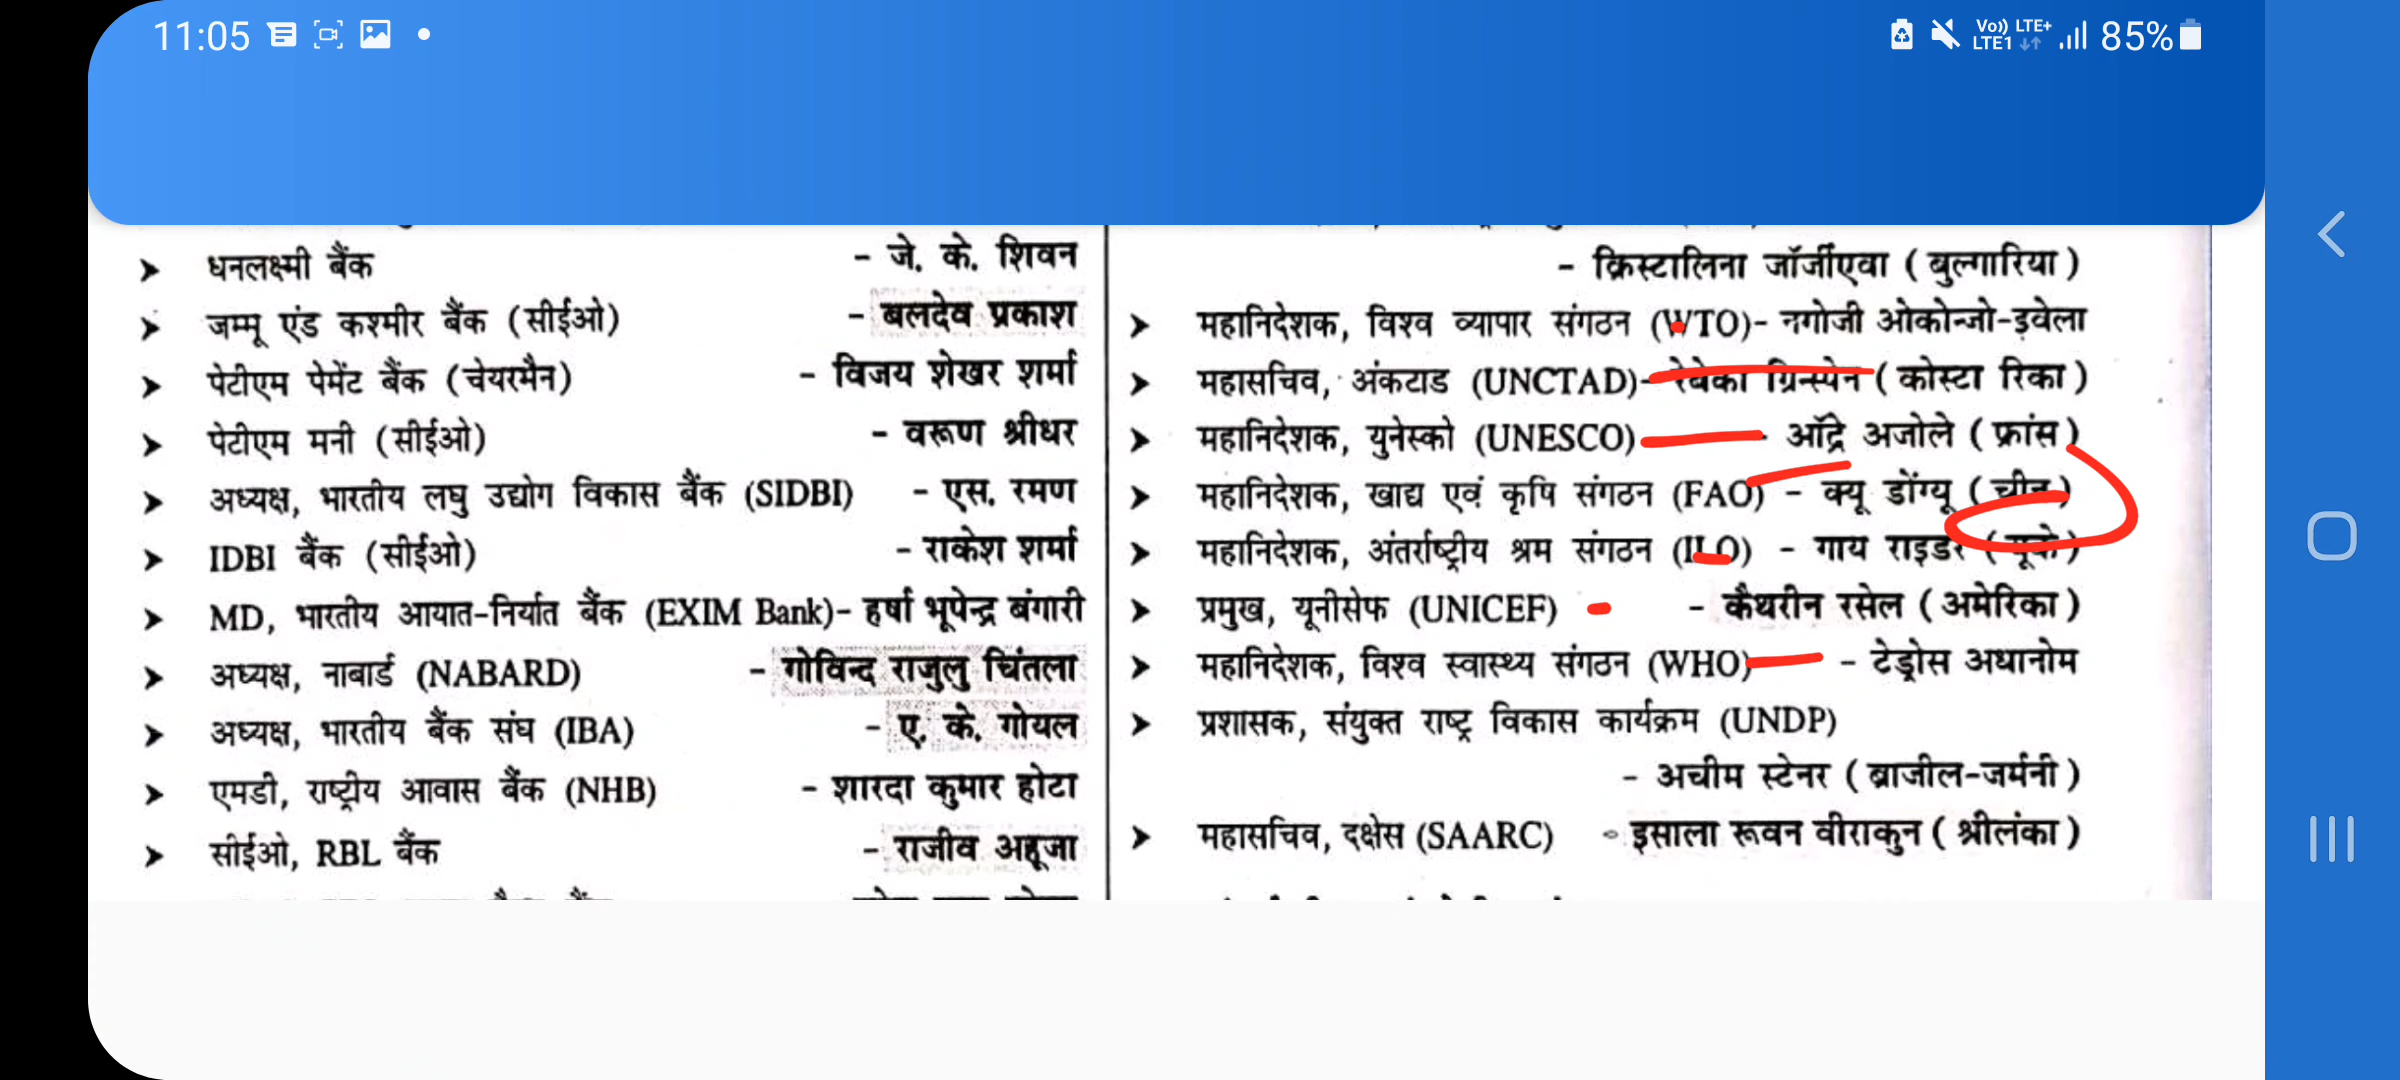 11:05
Vo)) LTE+
LTE1
85%
➤ धनलक्ष्मी बैंक - जे. के. शिवन
➤ जम्मू एंड कश्मीर बैंक (सीईओ) - बलदेव प्रकाश
➤ पेटीएम पेमेंट बैंक (चेयरमैन) - विजय शेखर शर्मा
➤ पेटीएम मनी (सीईओ) - वरूण श्रीधर
➤ अध्यक्ष, भारतीय लघु उद्योग विकास बैंक (SIDBI) - एस. रमण
➤ IDBI बैंक (सीईओ) - राकेश शर्मा
➤ MD, भारतीय आयात-निर्यात बैंक (EXIM Bank)- हर्षा भूपेन्द्र बंगारी
➤ अध्यक्ष, नाबार्ड (NABARD) - गोविन्द राजुलु चिंतला
➤ अध्यक्ष, भारतीय बैंक संघ (IBA) - ए. के. गोयल
➤ एमडी, राष्ट्रीय आवास बैंक (NHB) - शारदा कुमार होटा
➤ सीईओ, RBL बैंक - राजीव अहूजा
- क्रिस्टालिना जॉर्जीएवा (बुल्गारिया)
➤ महानिदेशक, विश्व व्यापार संगठन (WTO)- नगोजी ओकोन्जो-इवेला
➤ महासचिव, अंकटाड (UNCTAD)- रेबेका ग्रिन्स्पेन (कोस्टा रिका)
➤ महानिदेशक, युनेस्को (UNESCO) - ऑद्रे अजोले (फ्रांस)
➤ महानिदेशक, खाद्य एवं कृषि संगठन (FAO) - क्यू डोंग्यू (चीन)
➤ महानिदेशक, अंतर्राष्ट्रीय श्रम संगठन (ILO) - गाय राइडर (यूके)
➤ प्रमुख, यूनीसेफ (UNICEF) - कैथरीन रसेल (अमेरिका)
➤ महानिदेशक, विश्व स्वास्थ्य संगठन (WHO) - टेड्रोस अधानोम
➤ प्रशासक, संयुक्त राष्ट्र विकास कार्यक्रम (UNDP)
- अचीम स्टेनर (ब्राजील-जर्मनी)
➤ महासचिव, दक्षेस (SAARC) - इसाला रूवन वीराकुन (श्रीलंका)